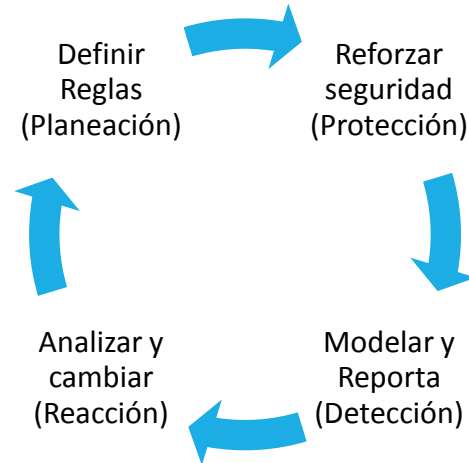 Definir
Reglas
(Planeación)
Reforzar
seguridad
(Protección)
Analizar y
cambiar
(Reacción)
Modelar y
Reporta
(Detección)